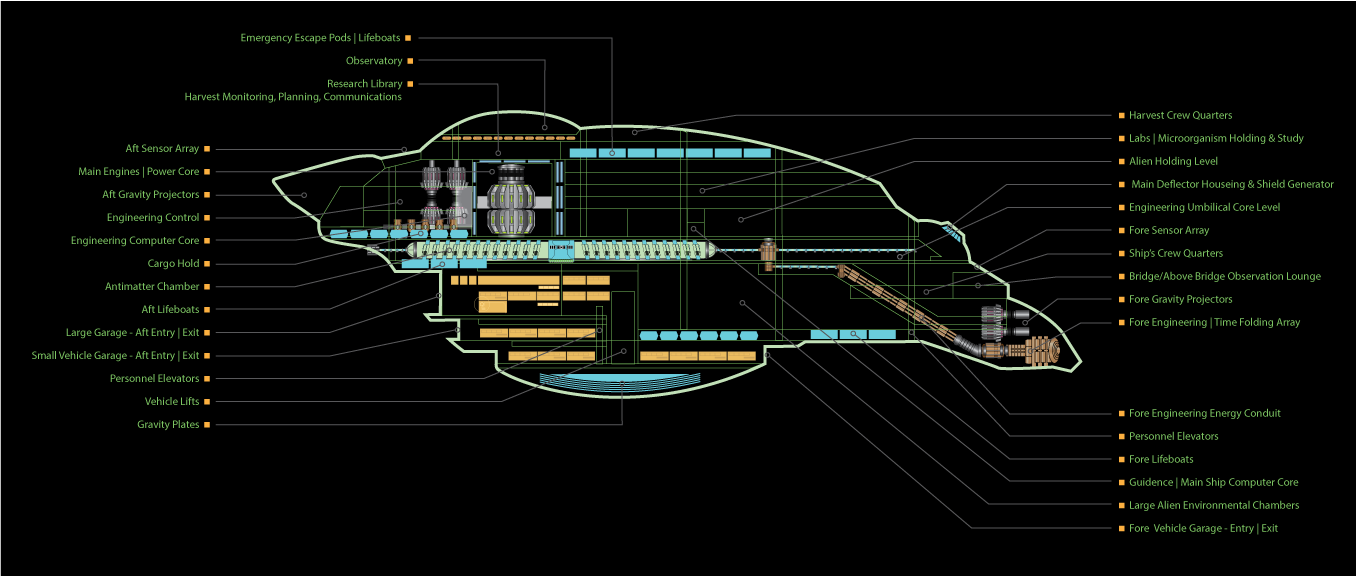 Emergency Escape Pods | Lifeboats
Observatory
Research Library
Harvest Monitoring, Planning, Communications
Aft Sensor Array
Main Engines | Power Core
Aft Gravity Projectors
Engineering Control
Engineering Computer Core
Cargo Hold
Antimatter Chamber
Aft Lifeboats
Large Garage - Aft Entry | Exit
Small Vehicle Garage - Aft Entry | Exit
Personnel Elevators
Vehicle Lifts
Gravity Plates
Harvest Crew Quarters
Labs | Microorganism Holding & Study
Alien Holding Level
Main Deflector Houseing & Shield Generator
Engineering Umbilical Core Level
Fore Sensor Array
Ship's Crew Quarters
Bridge/Above Bridge Observation Lounge
Fore Gravity Projectors
Fore Engineering | Time Folding Array
Fore Engineering Energy Conduit
Personnel Elevators
Fore Lifeboats
Guidence | Main Ship Computer Core
Large Alien Environmental Chambers
Fore Vehicle Garage - Entry | Exit